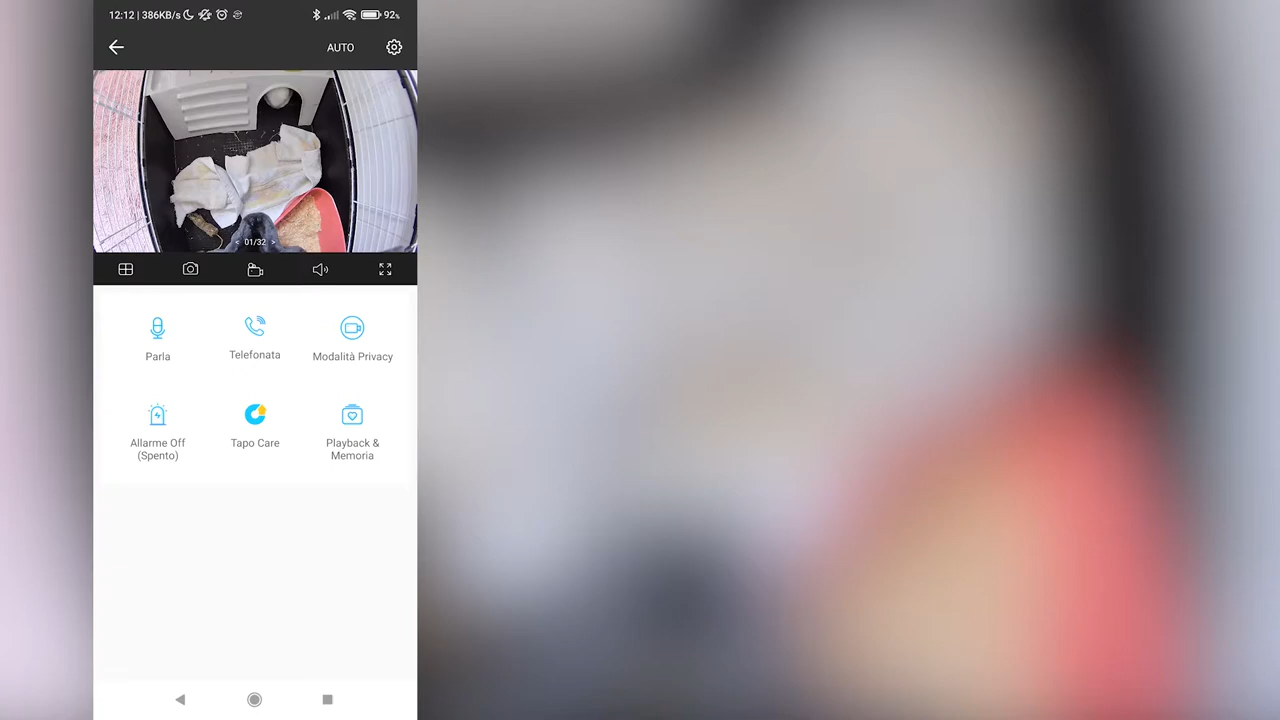 12:12 | 386KB/s 92%
AUTO
< 01/32 >
Parla
Telefonata
Modalità Privacy
Allarme Off
(Spento)
Tapo Care
Playback &
Memoria